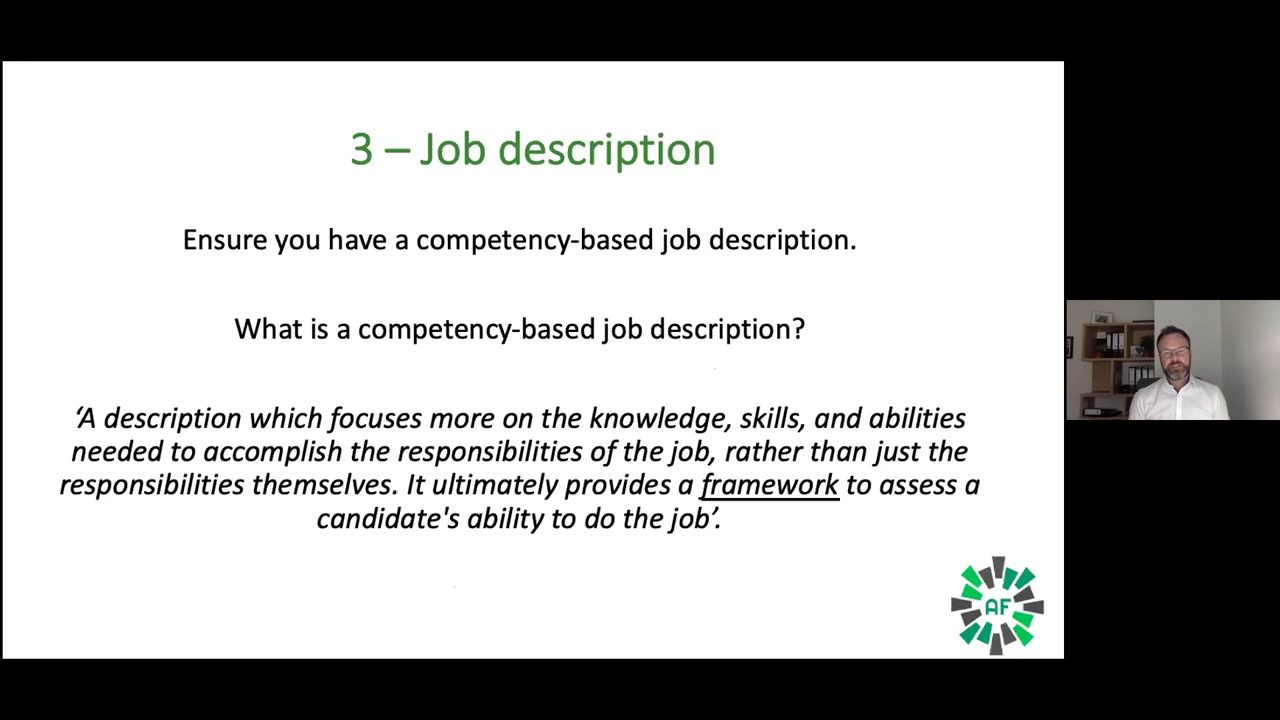 3 – Job description
Ensure you have a competency-based job description.
What is a competency-based job description?
‘A description which focuses more on the knowledge, skills, and abilities
needed to accomplish the responsibilities of the job, rather than just the
responsibilities themselves. It ultimately provides a framework to assess a
candidate's ability to do the job’.
AF